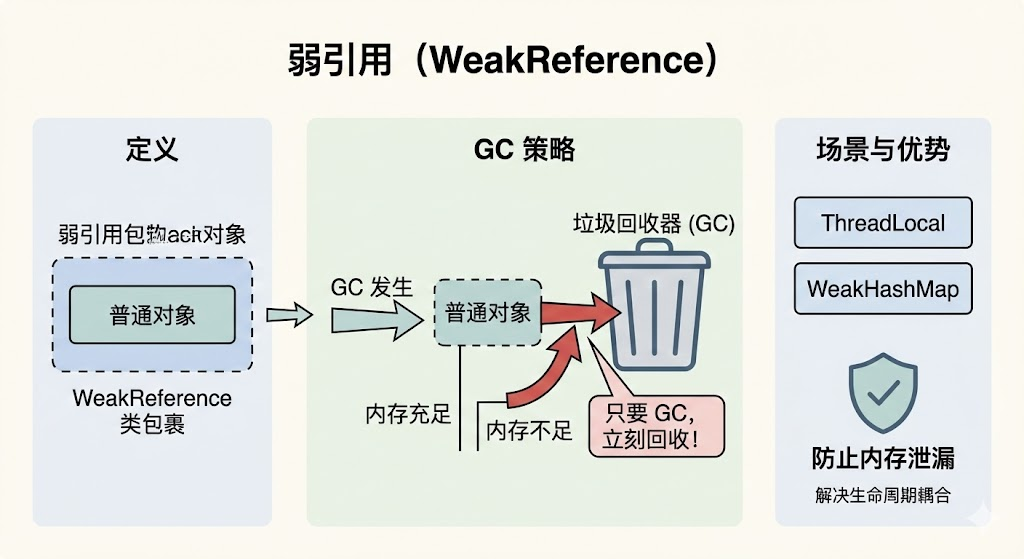 弱引用（WeakReference）
定义
弱引用包 对象
普通对象
WeakReference
类包裹
GC 策略
GC 发生
普通对象
垃圾回收器 (GC)
内存充足
内存不足
只要 GC，
立刻回收！
场景与优势
ThreadLocal
WeakHashMap
防止内存泄漏
解决生命周期耦合